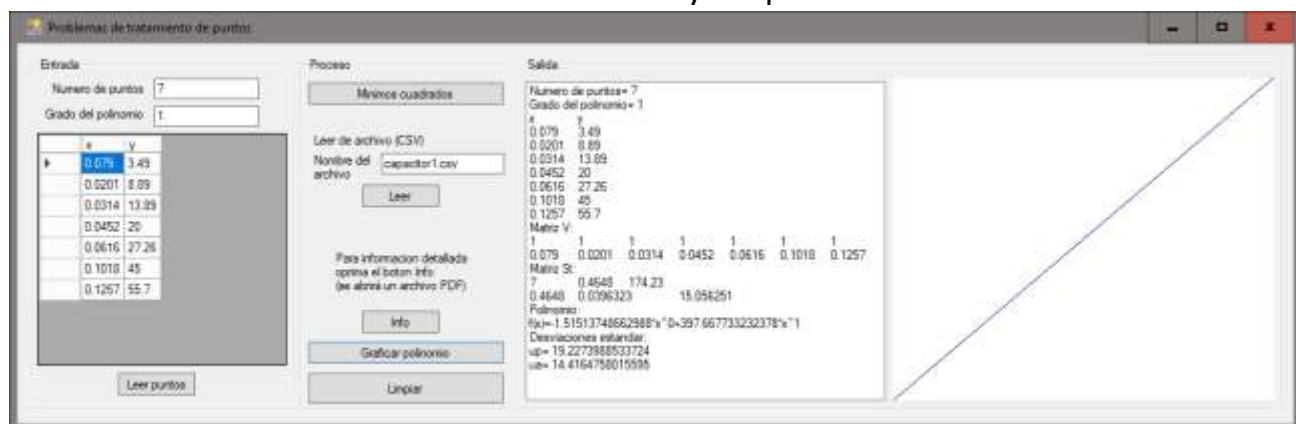 Problemas de tratamiento de puntos
Entrada
Numero de puntos 7
Grado del polinomio 1
x y
0.079 3.49
0.0201 8.89
0.0314 13.89
0.0452 20
0.0616 27.26
0.1018 45
0.1257 55.7
Leer puntos
Proceso
Minimos cuadrados
Leer de archivo (CSV)
Nombre del archivo capacitor1.csv
Leer
Para informacion detallada
oprima el boton Info
(se abrirá un archivo PDF)
Info
Graficar polinomio
Limpiar
Salida
Numero de puntos= 7
Grado del polinomio= 1
x y
0.079 3.49
0.0201 8.89
0.0314 13.89
0.0452 20
0.0616 27.26
0.1018 45
0.1257 55.7
Matriz V:
1 1 1 1 1 1 1
0.079 0.0201 0.0314 0.0452 0.0616 0.1018 0.1257
Matriz St:
7 0.4648 174.23
0.4648 0.0396323 15.056251
Polinomio:
f(x)=-1.51513748662988*x^0+397.667733232378*x^1
Desviaciones estandar:
up= 19.2273988533724
ua= 14.4164758015595